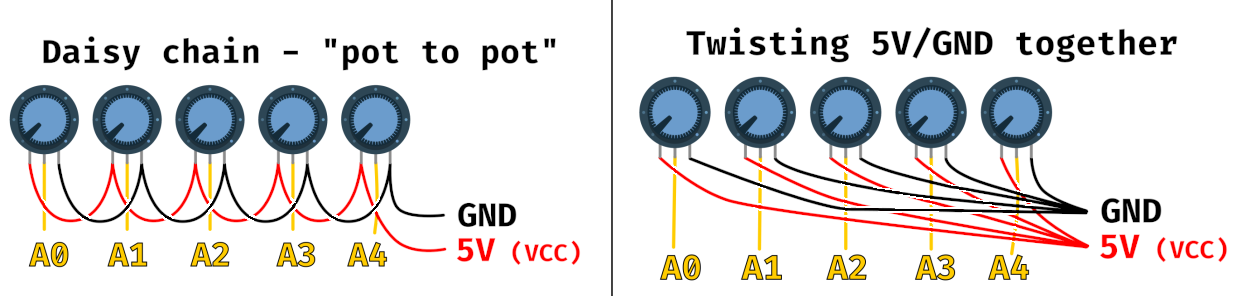 Daisy chain - "pot to pot"
GND
5V (VCC)
A0 A1 A2 A3 A4
Twisting 5V/GND together
GND
5V (VCC)
A0 A1 A2 A3 A4